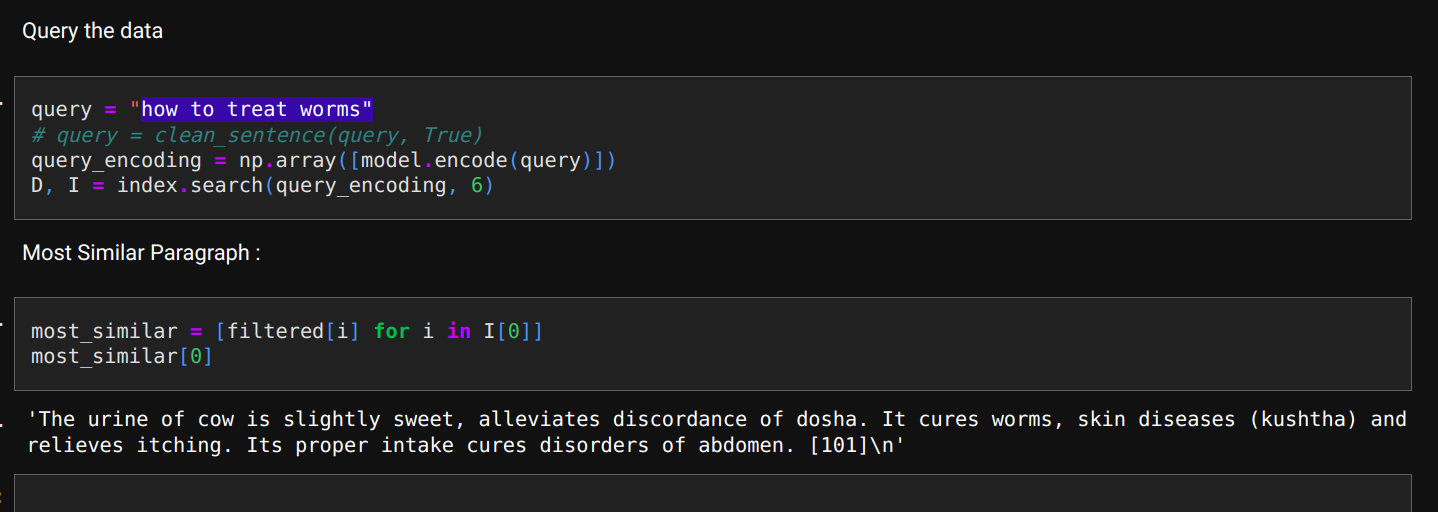 Query the data
query = "how to treat worms"
# query = clean_sentence(query, True)
query_encoding = np.array([model.encode(query)])
D, I = index.search(query_encoding, 6)
Most Similar Paragraph :
most_similar = [filtered[i] for i in I[0]]
most_similar[0]
'The urine of cow is slightly sweet, alleviates discordance of dosha. It cures worms, skin diseases (kushtha) and
relieves itching. Its proper intake cures disorders of abdomen. [101]\n'